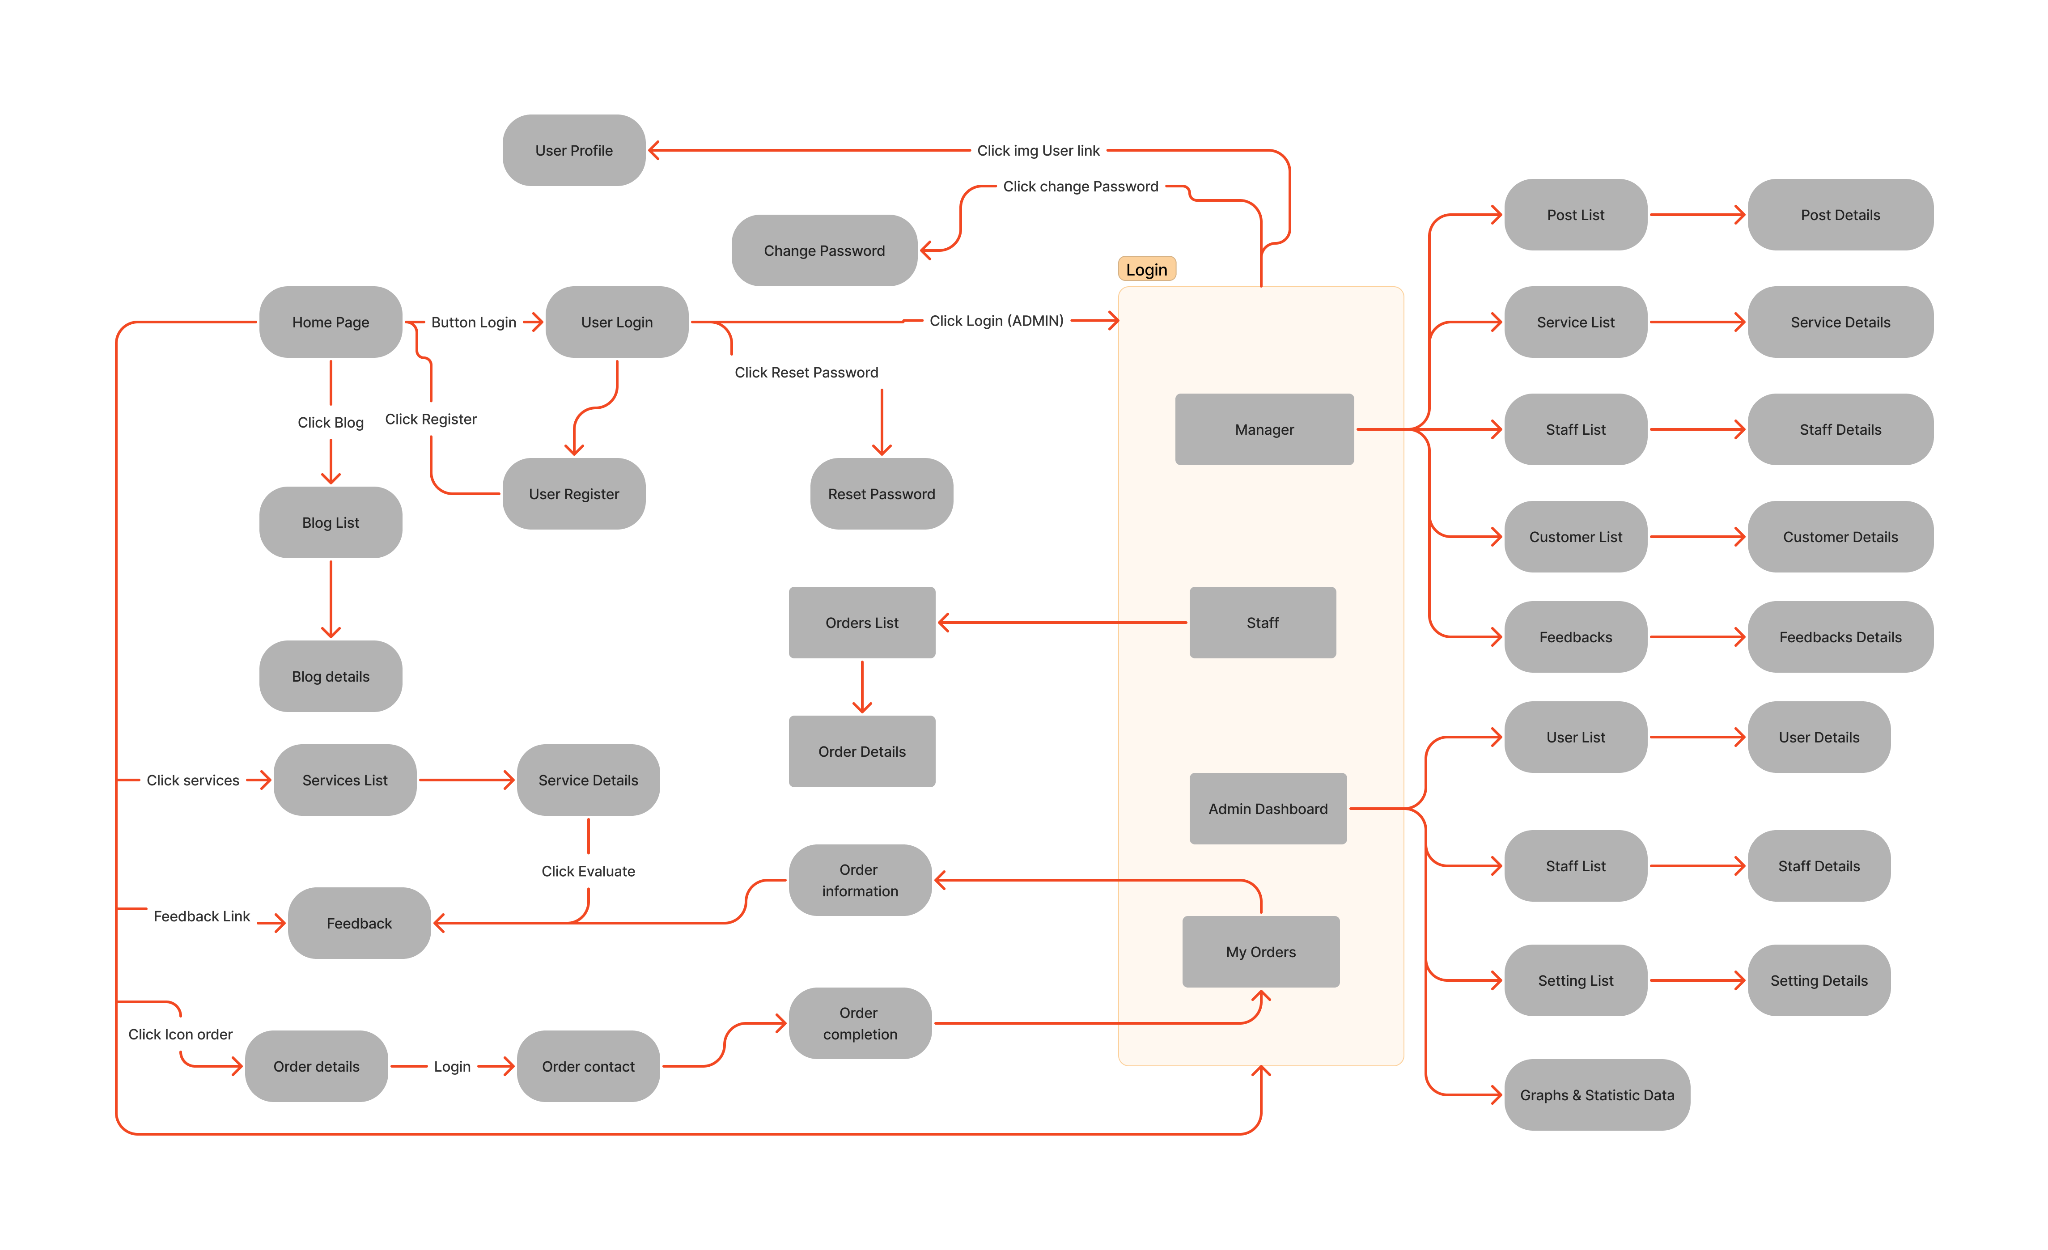 User Profile
Click img User link
Click change Password
Change Password
Post List
Post Details
Login
Home Page
Button Login
User Login
Click Login (ADMIN)
Service List
Service Details
Click Reset Password
Click Blog
Click Register
Manager
Staff List
Staff Details
Blog List
User Register
Reset Password
Customer List
Customer Details
Orders List
Staff
Feedbacks
Feedbacks Details
Blog details
Order Details
User List
User Details
Click services
Services List
Service Details
Admin Dashboard
Click Evaluate
Order
information
Staff List
Staff Details
Feedback Link
Feedback
My Orders
Setting List
Setting Details
Click Icon order
Order
completion
Order details
Login
Order contact
Graphs & Statistic Data